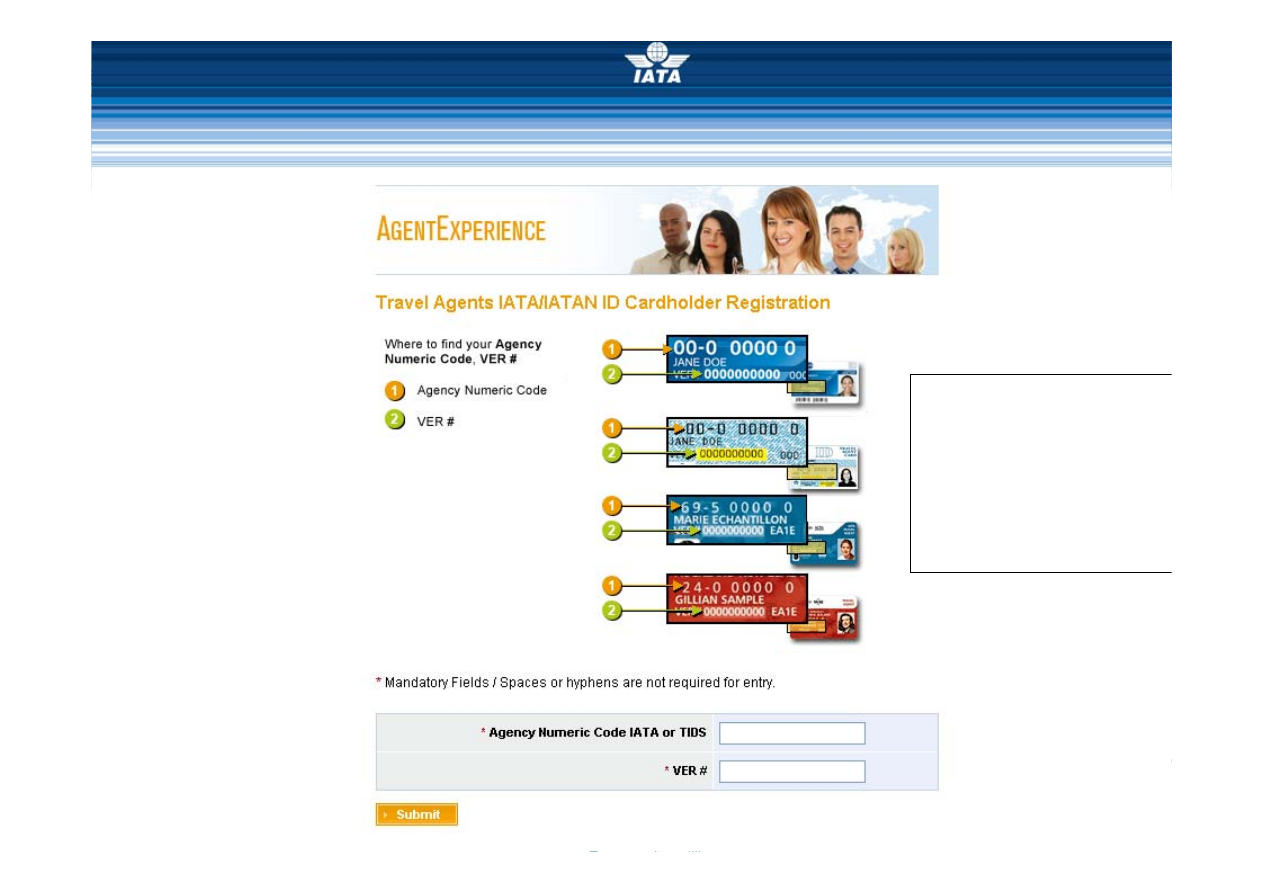 IATA
AGENTEXPERIENCE
Travel Agents IATA/IATAN ID Cardholder Registration
Where to find your Agency
Numeric Code, VER #
1 Agency Numeric Code
2 VER #
1 00-0 0000 0
JANE DOE
2 VER 0000000000 000
1 00-0 0000 0
JANE DOE
2 0000000000 000
1 69-5 0000 0
MARIE ECHANTILLON
2 VER 0000000000 EA1E
1 24-0 0000 0
GILLIAN SAMPLE
2 VER 0000000000 EA1E
* Mandatory Fields / Spaces or hyphens are not required for entry.
* Agency Numeric Code IATA or TIDS
* VER #
Submit